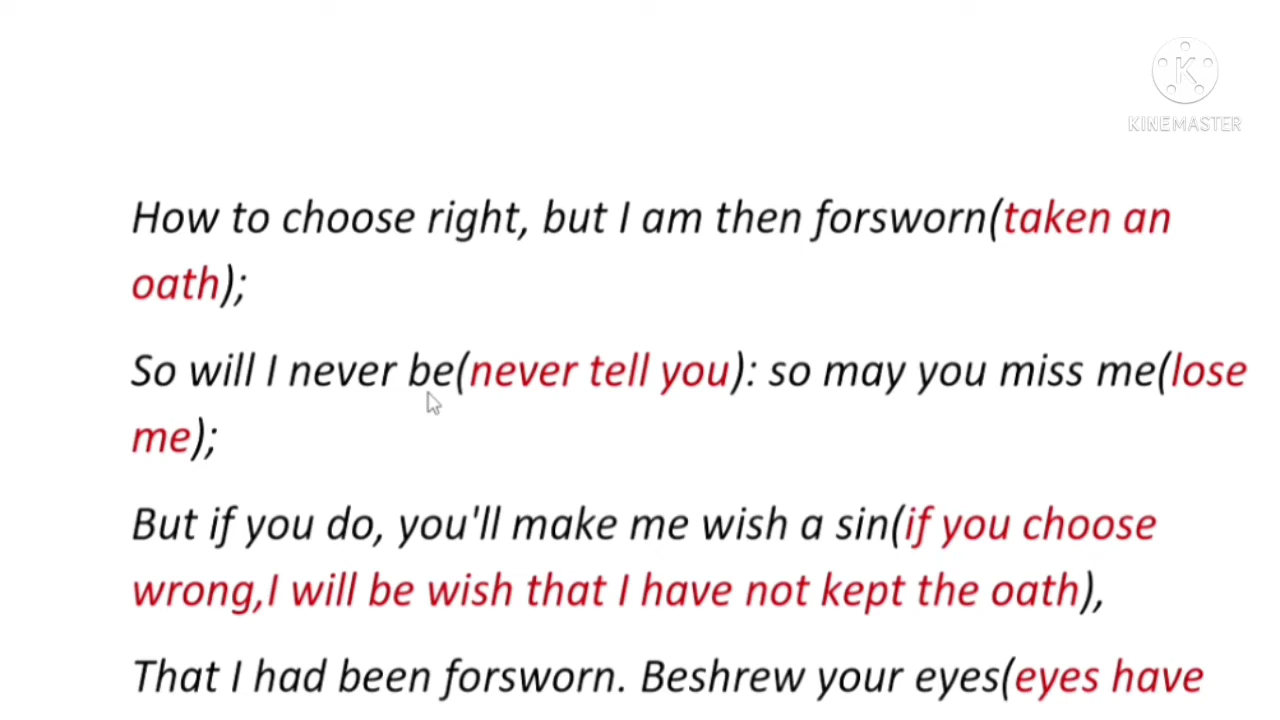 KINEMASTER
How to choose right, but I am then forsworn(taken an
oath);
So will I never be(never tell you): so may you miss me(lose
me);
But if you do, you'll make me wish a sin(if you choose
wrong,I will be wish that I have not kept the oath),
That I had been forsworn. Beshrew your eyes(eyes have